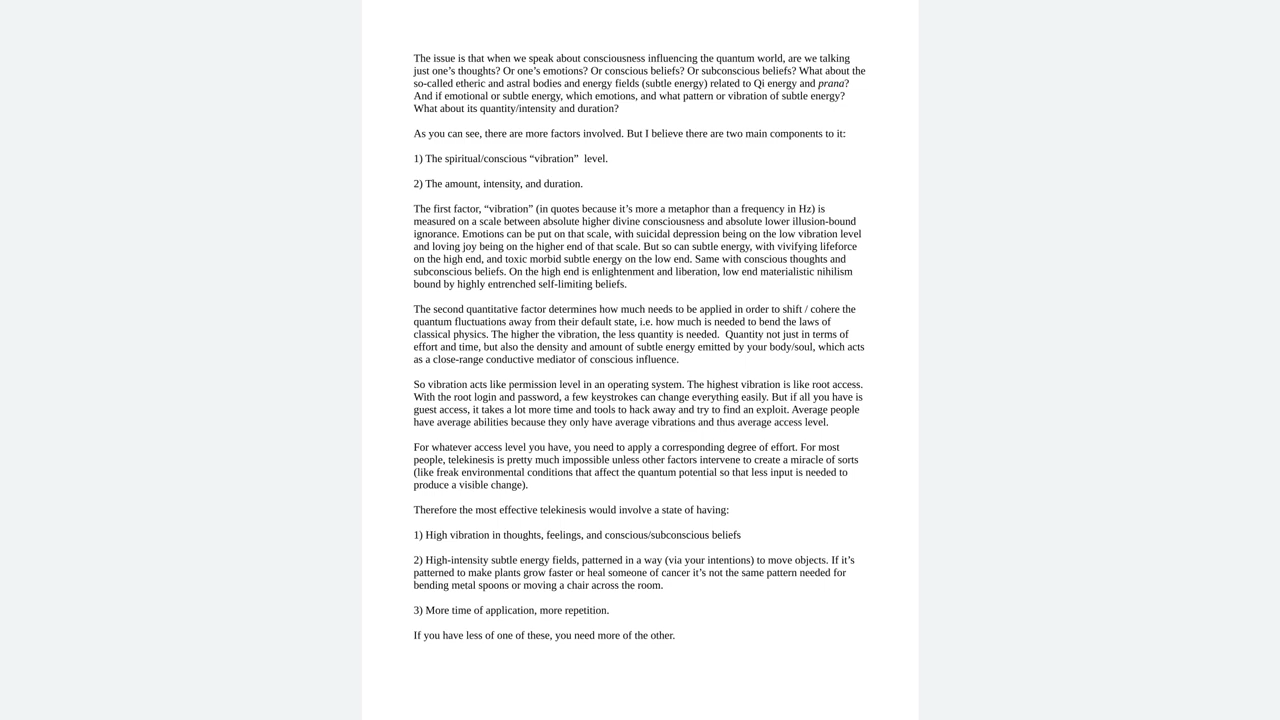 The issue is that when we speak about consciousness influencing the quantum world, are we talking
just one’s thoughts? Or one’s emotions? Or conscious beliefs? Or subconscious beliefs? What about the
so-called etheric and astral bodies and energy fields (subtle energy) related to Qi energy and prana?
And if emotional or subtle energy, which emotions, and what pattern or vibration of subtle energy?
What about its quantity/intensity and duration?
As you can see, there are more factors involved. But I believe there are two main components to it:
1) The spiritual/conscious “vibration”  level.
2) The amount, intensity, and duration.
The first factor, “vibration” (in quotes because it’s more a metaphor than a frequency in Hz) is
measured on a scale between absolute higher divine consciousness and absolute lower illusion-bound
ignorance. Emotions can be put on that scale, with suicidal depression being on the low vibration level
and loving joy being on the higher end of that scale. But so can subtle energy, with vivifying lifeforce
on the high end, and toxic morbid subtle energy on the low end. Same with conscious thoughts and
subconscious beliefs. On the high end is enlightenment and liberation, low end materialistic nihilism
bound by highly entrenched self-limiting beliefs.
The second quantitative factor determines how much needs to be applied in order to shift / cohere the
quantum fluctuations away from their default state, i.e. how much is needed to bend the laws of
classical physics. The higher the vibration, the less quantity is needed.  Quantity not just in terms of
effort and time, but also the density and amount of subtle energy emitted by your body/soul, which acts
as a close-range conductive mediator of conscious influence.
So vibration acts like permission level in an operating system. The highest vibration is like root access.
With the root login and password, a few keystrokes can change everything easily. But if all you have is
guest access, it takes a lot more time and tools to hack away and try to find an exploit. Average people
have average abilities because they only have average vibrations and thus average access level.
For whatever access level you have, you need to apply a corresponding degree of effort. For most
people, telekinesis is pretty much impossible unless other factors intervene to create a miracle of sorts
(like freak environmental conditions that affect the quantum potential so that less input is needed to
produce a visible change).
Therefore the most effective telekinesis would involve a state of having:
1) High vibration in thoughts, feelings, and conscious/subconscious beliefs
2) High-intensity subtle energy fields, patterned in a way (via your intentions) to move objects. If it’s
patterned to make plants grow faster or heal someone of cancer it’s not the same pattern needed for
bending metal spoons or moving a chair across the room.
3) More time of application, more repetition.
If you have less of one of these, you need more of the other.